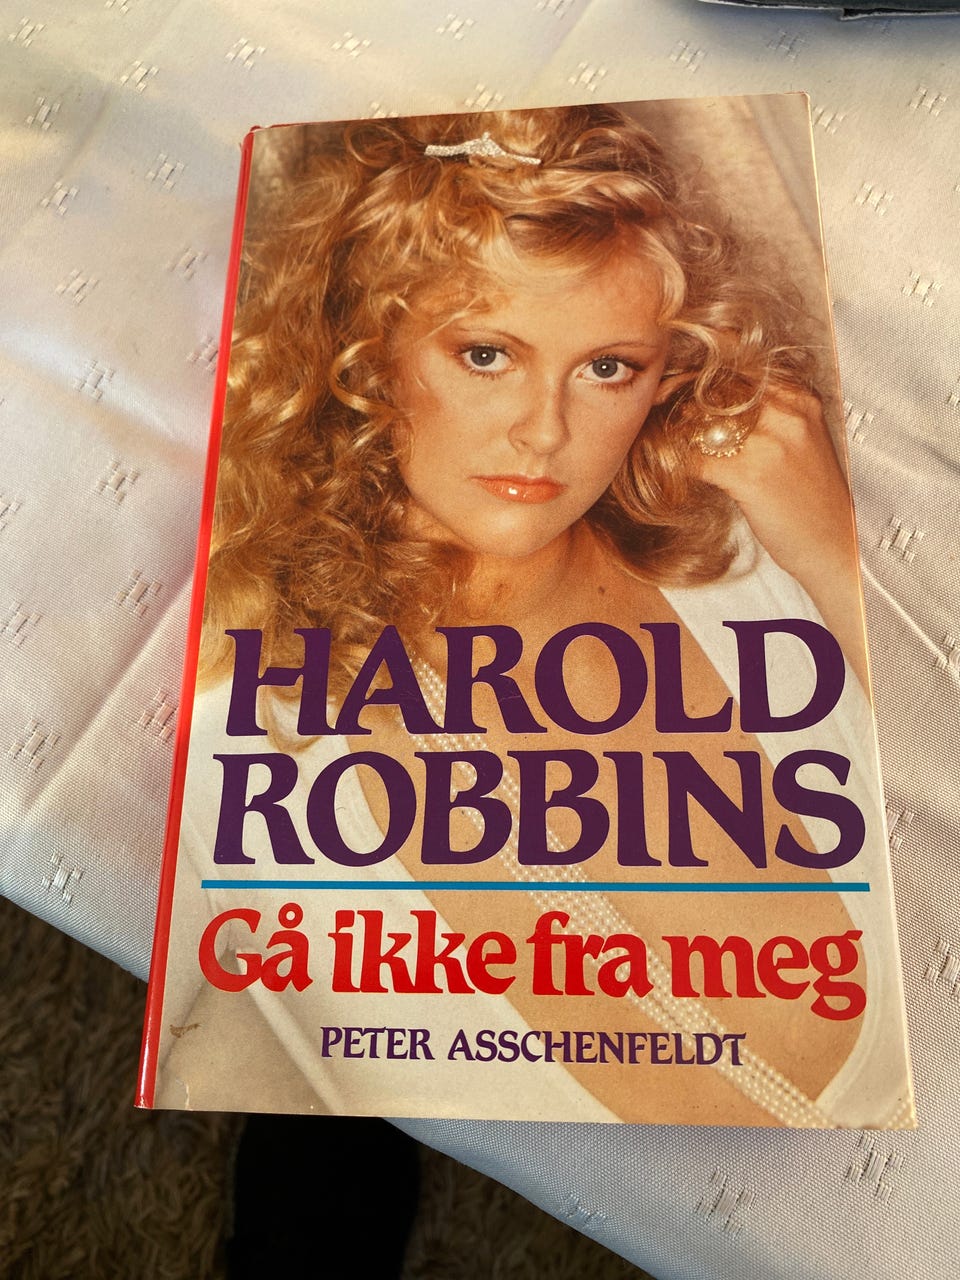 HAROLD
ROBBINS
Gå ikke fra meg
PETER ASSCHENFELDT